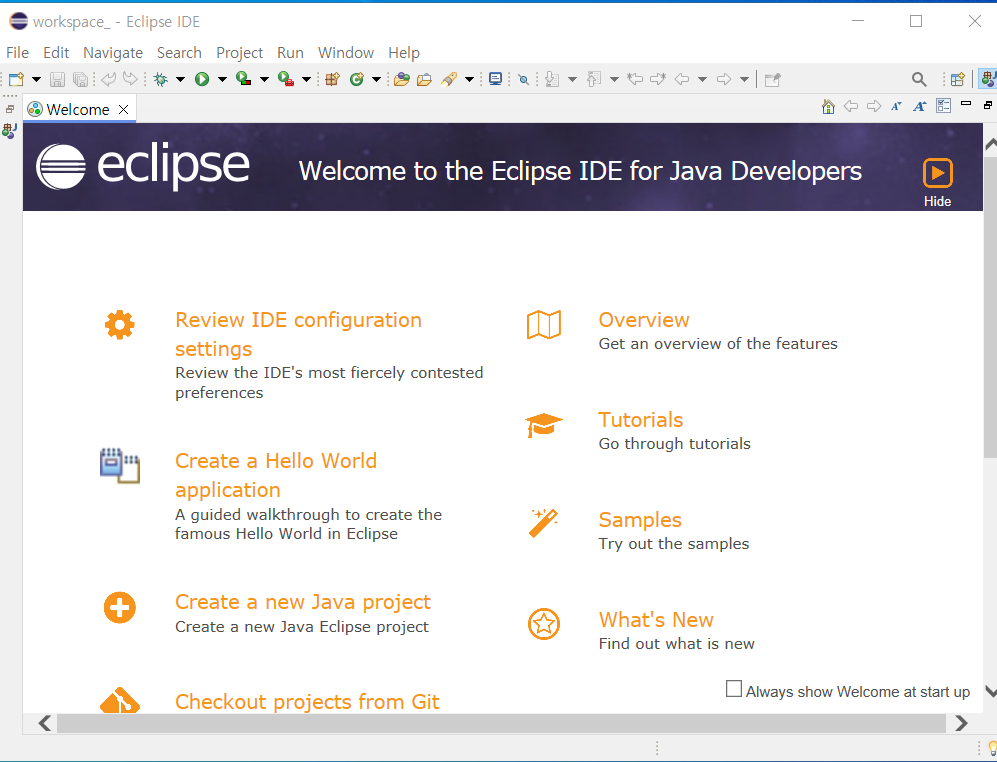 workspace_ - Eclipse IDE
File Edit Navigate Search Project Run Window Help
Welcome
eclipse
Welcome to the Eclipse IDE for Java Developers
Hide
Review IDE configuration
settings
Review the IDE's most fiercely contested
preferences
Create a Hello World
application
A guided walkthrough to create the
famous Hello World in Eclipse
Create a new Java project
Create a new Java Eclipse project
Checkout projects from Git
Overview
Get an overview of the features
Tutorials
Go through tutorials
Samples
Try out the samples
What's New
Find out what is new
Always show Welcome at start up